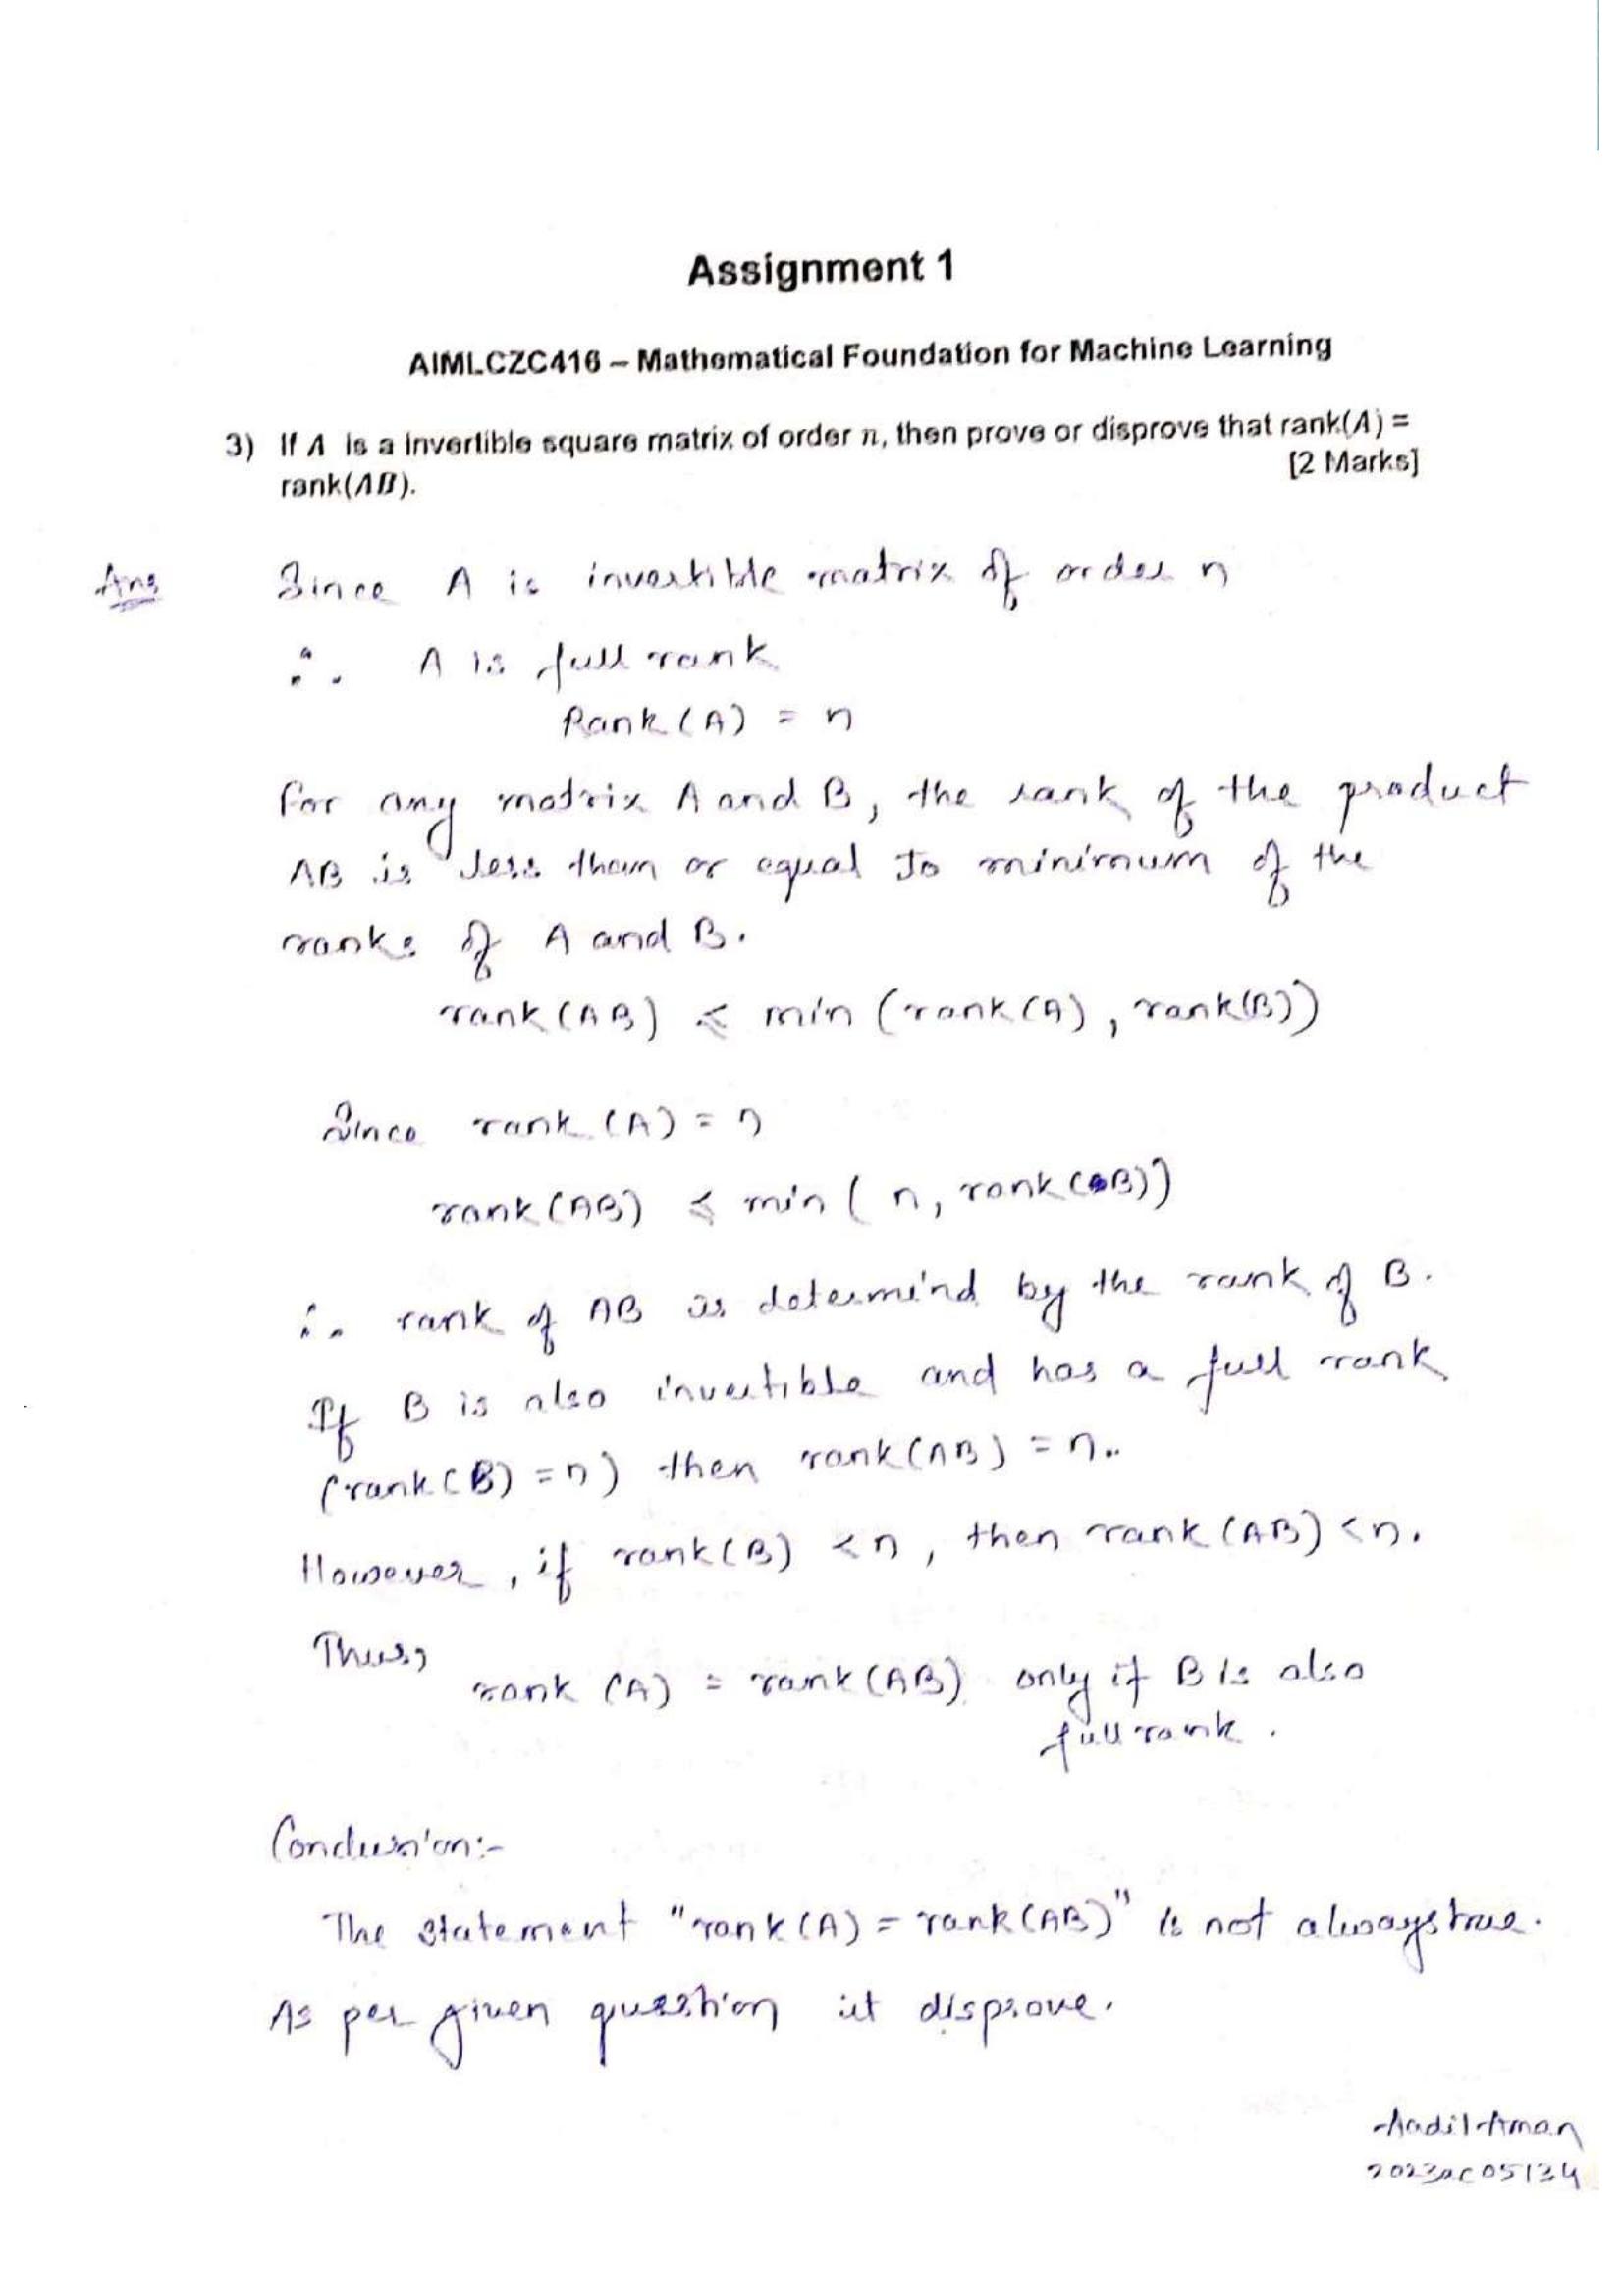 Assignment 1
AIMLCZC416 – Mathematical Foundation for Machine Learning
3) If A is a invertible square matrix of order n, then prove or disprove that rank(A) =
rank(AB). [2 Marks]
Ans Since A is invertible matrix of order n
∴ A is full rank
Rank (A) = n
For any matrix A and B, the rank of the product
AB is less than or equal to minimum of the
ranks of A and B.
rank (AB) ≤ min (rank (A), rank(B))
Since rank (A) = n
rank (AB) ≤ min ( n, rank (B))
∴ rank of AB is determind by the rank of B.
If B is also invertible and has a full rank
(rank (B) = n) then rank (AB) = n..
However, if rank (B) < n, then rank (AB) < n.
Thus,
rank (A) = rank (AB) only if B is also
full rank.
Conclusion:-
The statement "rank (A) = rank (AB)" is not always true.
As per given question it disprove.
Aadil Aman
2023ac05134